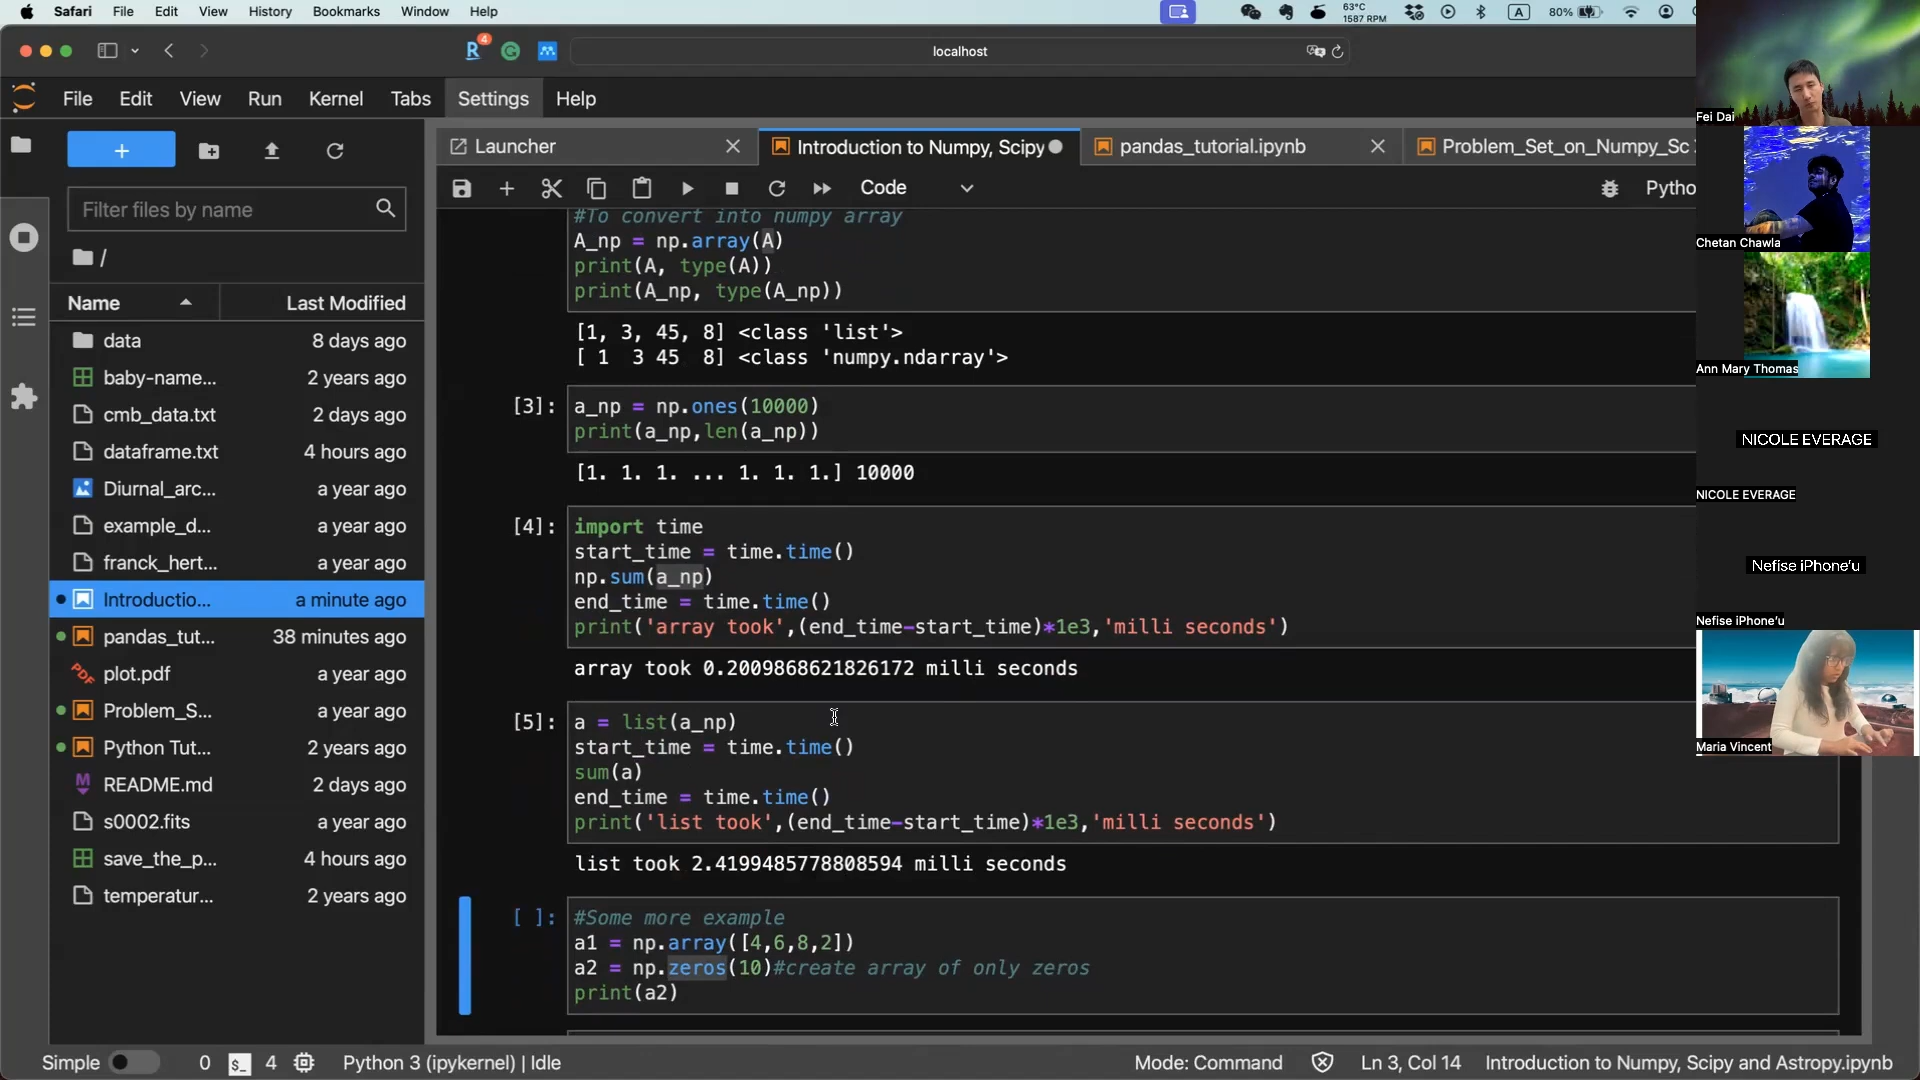 Safari File Edit View History Bookmarks Window Help
63°C
1587 RPM
A
80%
R 4
localhost
File Edit View Run Kernel Tabs Settings Help
Launcher
Introduction to Numpy, Scipy
pandas_tutorial.ipynb
Problem_Set_on_Numpy_Sc
Code
Pytho
Filter files by name
/
Name Last Modified
data 8 days ago
baby-name... 2 years ago
cmb_data.txt 2 days ago
dataframe.txt 4 hours ago
Diurnal_arc... a year ago
example_d... a year ago
franck_hert... a year ago
Introductio... a minute ago
pandas_tut... 38 minutes ago
plot.pdf a year ago
Problem_S... a year ago
Python Tut... 2 years ago
README.md 2 days ago
s0002.fits a year ago
save_the_p... 4 hours ago
temperatur... 2 years ago
#To convert into numpy array
A_np = np.array(A)
print(A, type(A))
print(A_np, type(A_np))
[1, 3, 45, 8] <class 'list'>
[ 1  3 45  8] <class 'numpy.ndarray'>
[3]: a_np = np.ones(10000)
print(a_np,len(a_np))
[1. 1. 1. ... 1. 1. 1.] 10000
[4]: import time
start_time = time.time()
np.sum(a_np)
end_time = time.time()
print('array took',(end_time-start_time)*1e3,'milli seconds')
array took 0.2009868621826172 milli seconds
[5]: a = list(a_np)
start_time = time.time()
sum(a)
end_time = time.time()
print('list took',(end_time-start_time)*1e3,'milli seconds')
list took 2.4199485778808594 milli seconds
[ ]: #Some more example
a1 = np.array([4,6,8,2])
a2 = np.zeros(10)#create array of only zeros
print(a2)
Fei Dai
Chetan Chawla
Ann Mary Thomas
NICOLE EVERAGE
NICOLE EVERAGE
Nefise iPhone'u
Nefise iPhone'u
Maria Vincent
Simple 0 $_ 4 Python 3 (ipykernel) | Idle
Mode: Command Ln 3, Col 14 Introduction to Numpy, Scipy and Astropy.ipynb